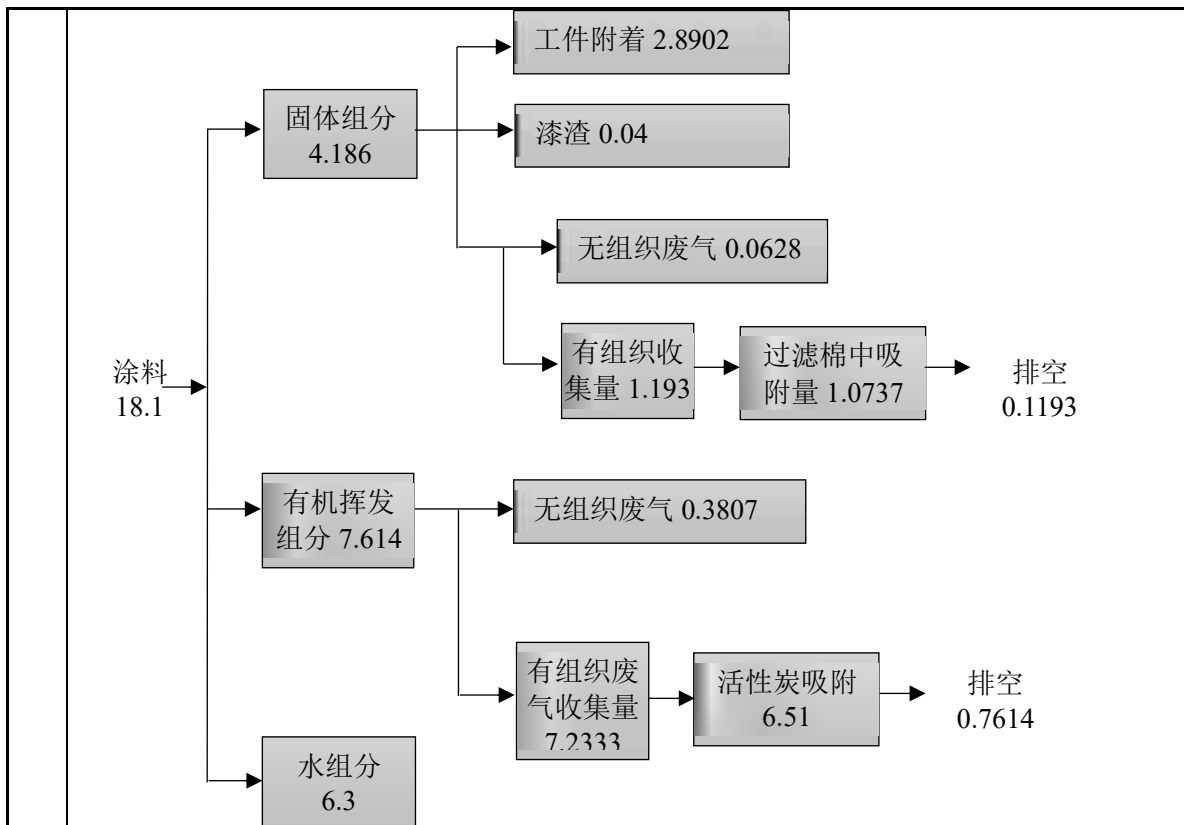 工件附着 2.8902
固体组分
4.186
漆渣 0.04
无组织废气 0.0628
涂料
18.1
有组织收
集量 1.193
过滤棉中吸
附量 1.0737
排空
0.1193
有机挥发
组分 7.614
无组织废气 0.3807
有组织废
气收集量
7.2333
活性炭吸附
6.51
排空
0.7614
水组分
6.3